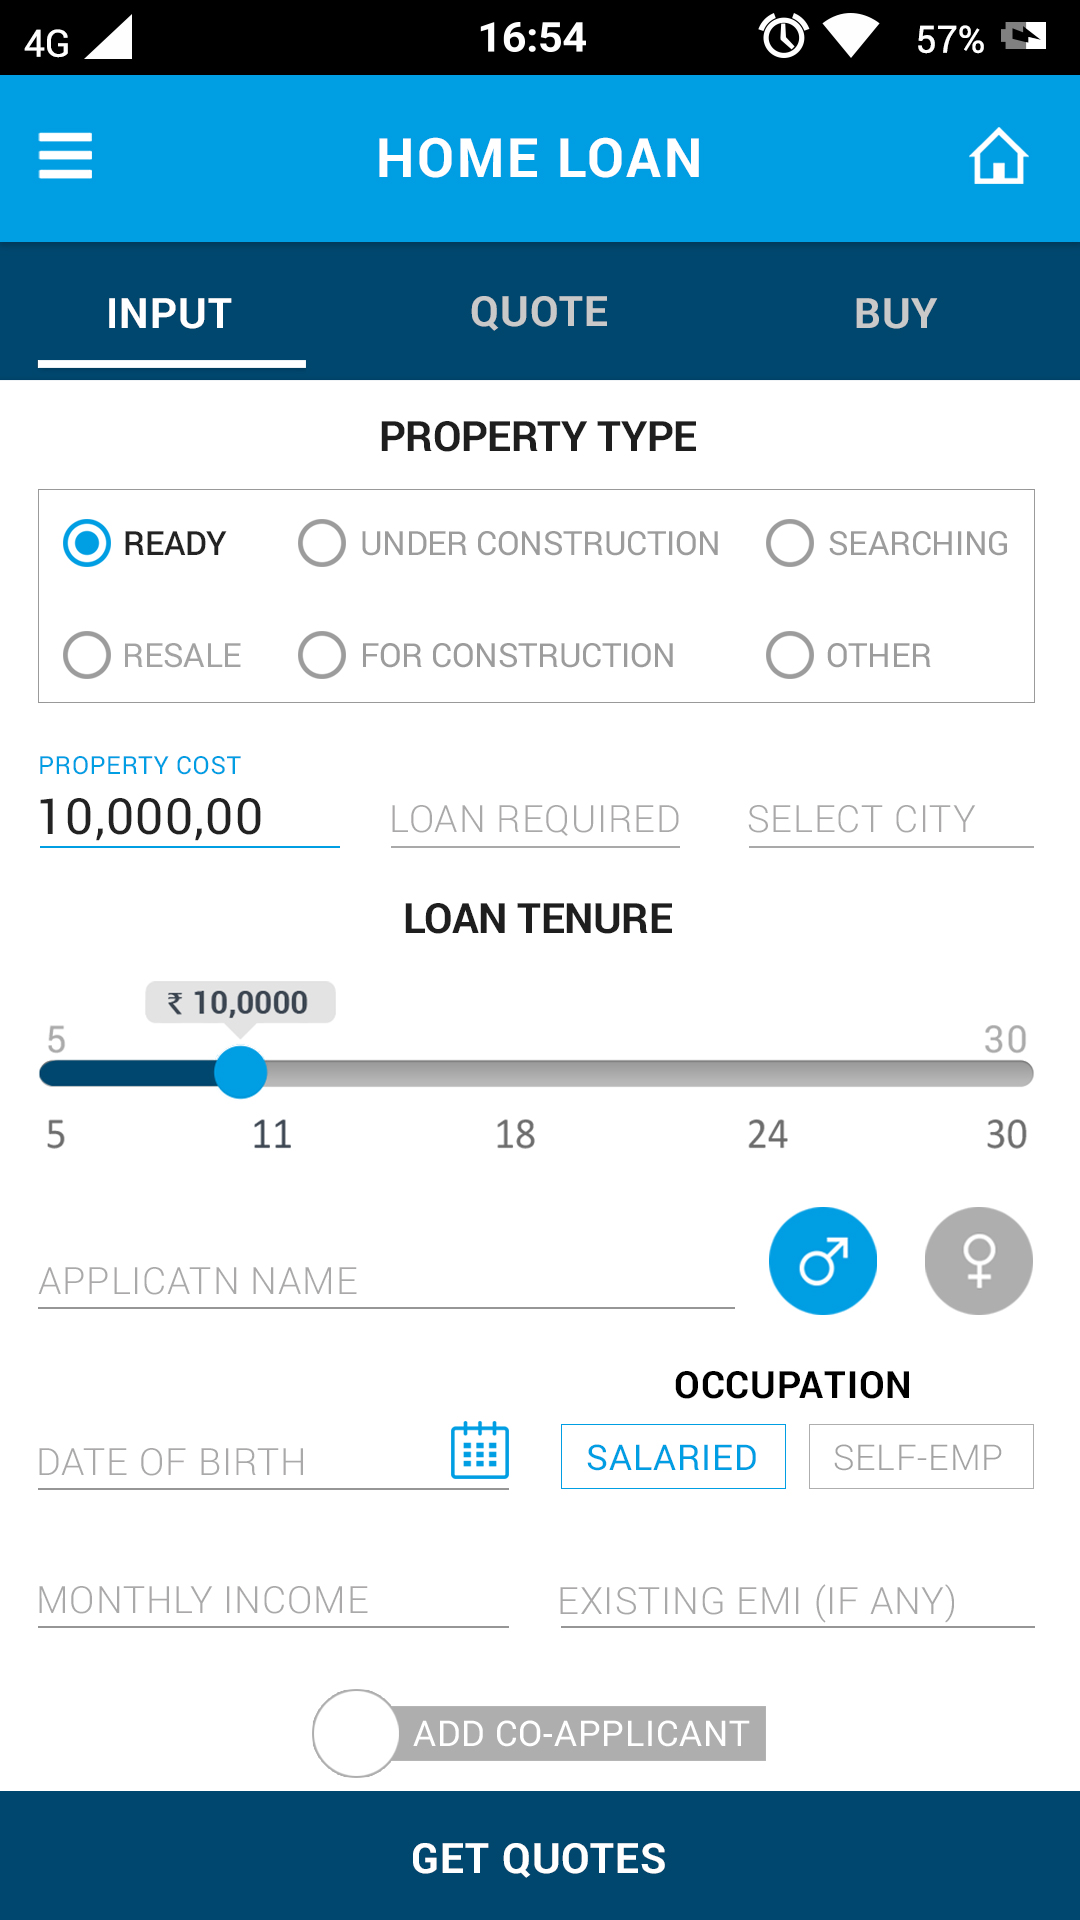 4G 16:54 57%
HOME LOAN
INPUT QUOTE BUY
PROPERTY TYPE
READY UNDER CONSTRUCTION SEARCHING
RESALE FOR CONSTRUCTION OTHER
PROPERTY COST
10,000,00 LOAN REQUIRED SELECT CITY
LOAN TENURE
₹ 10,0000
5 30
5 11 18 24 30
APPLICATN NAME
OCCUPATION
DATE OF BIRTH SALARIED SELF-EMP
MONTHLY INCOME EXISTING EMI (IF ANY)
ADD CO-APPLICANT
GET QUOTES